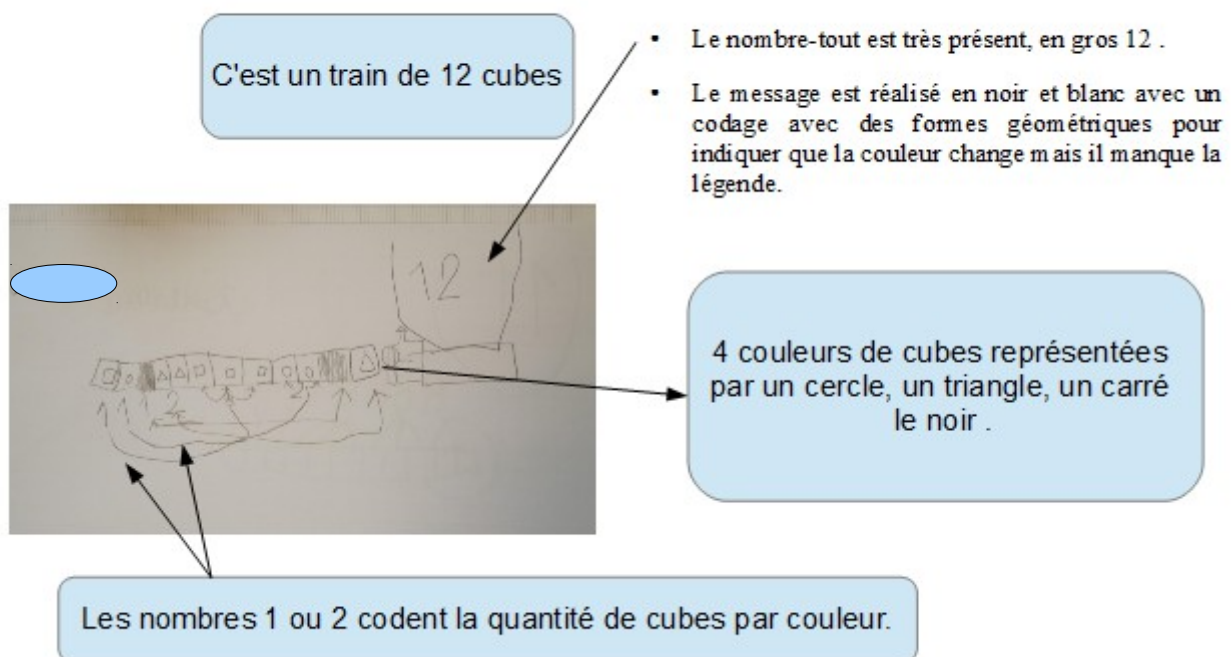 C'est un train de 12 cubes
• Le nombre-tout est très présent, en gros 12 .
• Le message est réalisé en noir et blanc avec un
codage avec des formes géométriques pour
indiquer que la couleur change mais il manque la
légende.
12
4 couleurs de cubes représentées
par un cercle, un triangle, un carré
le noir .
1
2
Les nombres 1 ou 2 codent la quantité de cubes par couleur.